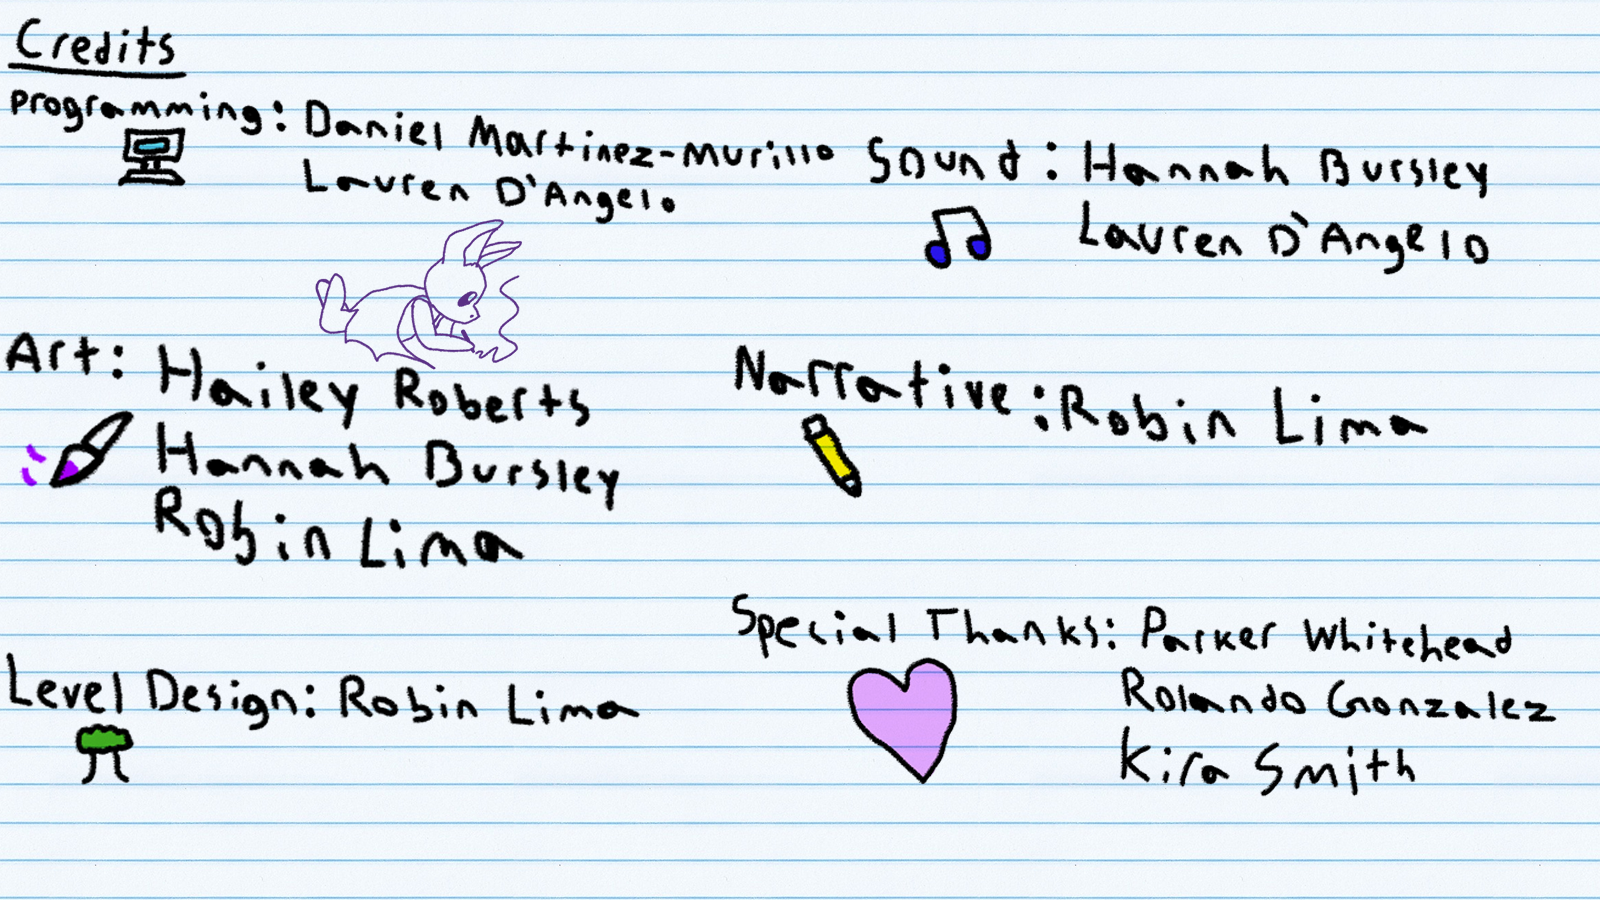 Credits
Programming: Daniel Martinez-Murillo
Lauren D'Angelo
Sound: Hannah Bursley
Lauren D'Angelo
Art: Hailey Roberts
Hannah Bursley
Robin Lima
Narrative: Robin Lima
Level Design: Robin Lima
Special Thanks: Parker Whitehead
Rolando Gonzalez
Kira Smith